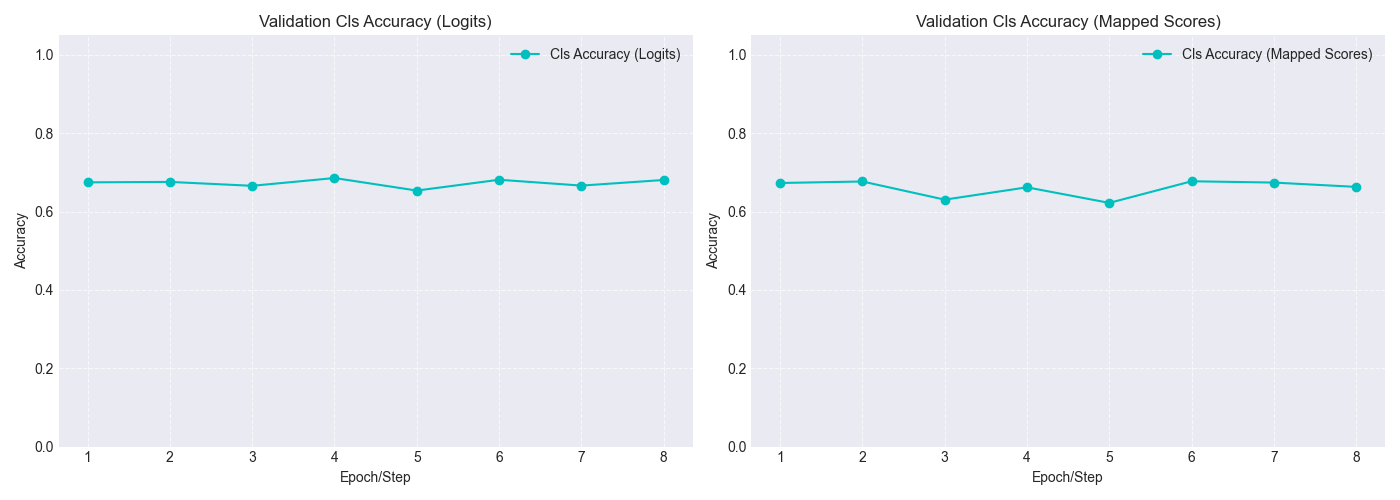 Validation Cls Accuracy (Logits)
Cls Accuracy (Logits)
1.0
0.8
0.6
0.4
0.2
0.0
Accuracy
1 2 3 4 5 6 7 8
Epoch/Step
Validation Cls Accuracy (Mapped Scores)
Cls Accuracy (Mapped Scores)
1.0
0.8
0.6
0.4
0.2
0.0
Accuracy
1 2 3 4 5 6 7 8
Epoch/Step